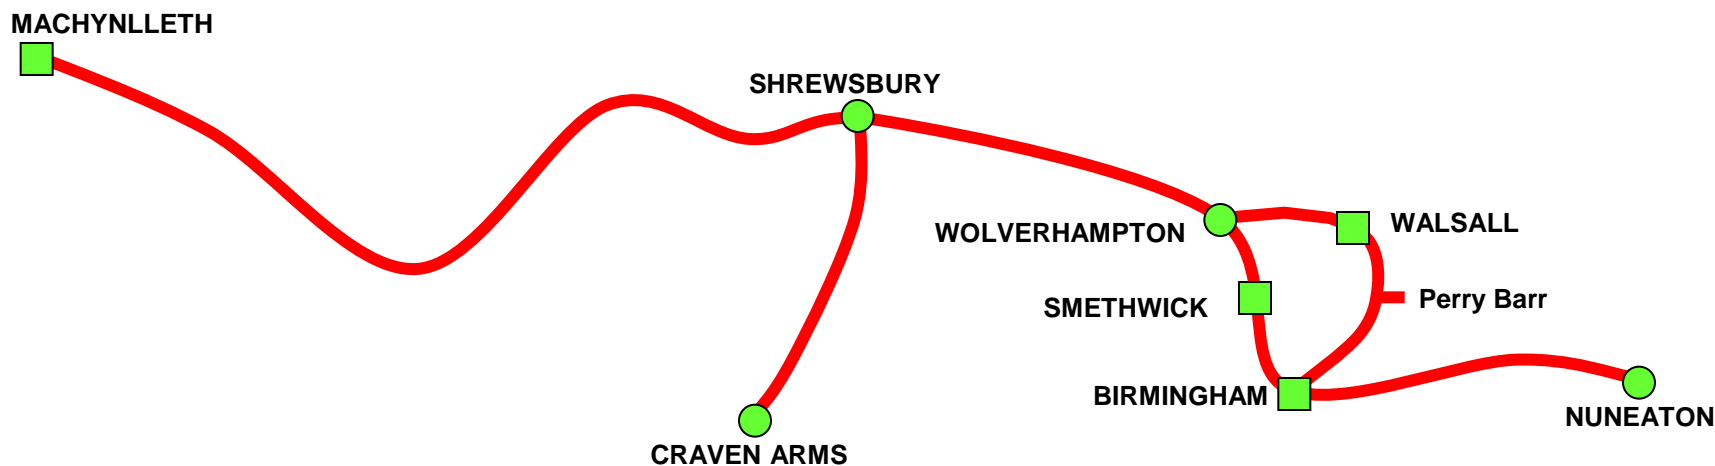 MACHYNLLETH
SHREWSBURY
WALSALL
WOLVERHAMPTON
Perry Barr
SMETHWICK
BIRMINGHAM
NUNEATON
CRAVEN ARMS